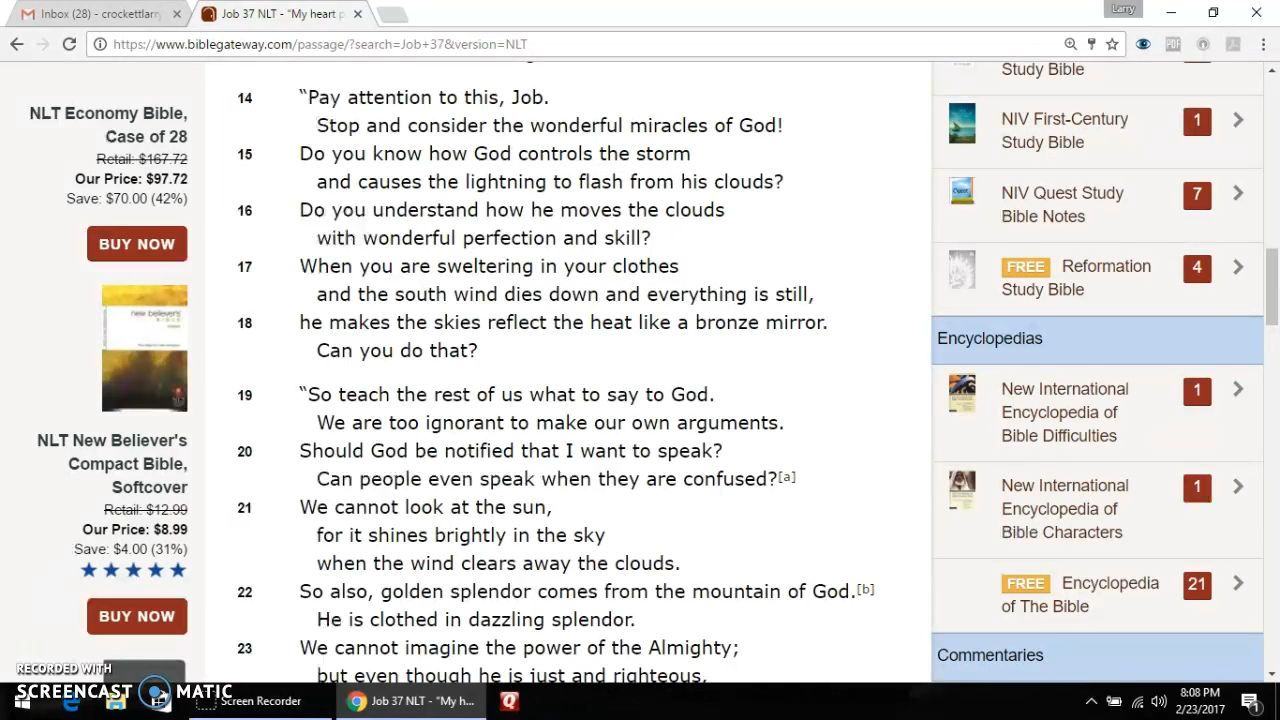 Inbox (28) - crockettlarr
Job 37 NLT - "My heart p
Larry
https://www.biblegateway.com/passage/?search=Job+37&version=NLT
NLT Economy Bible,
Case of 28
Retail: $167.72
Our Price: $97.72
Save: $70.00 (42%)
BUY NOW
NLT New Believer's
Compact Bible,
Softcover
Retail: $12.99
Our Price: $8.99
Save: $4.00 (31%)
BUY NOW
14 "Pay attention to this, Job.
Stop and consider the wonderful miracles of God!
15 Do you know how God controls the storm
and causes the lightning to flash from his clouds?
16 Do you understand how he moves the clouds
with wonderful perfection and skill?
17 When you are sweltering in your clothes
and the south wind dies down and everything is still,
18 he makes the skies reflect the heat like a bronze mirror.
Can you do that?
19 "So teach the rest of us what to say to God.
We are too ignorant to make our own arguments.
20 Should God be notified that I want to speak?
Can people even speak when they are confused?[a]
21 We cannot look at the sun,
for it shines brightly in the sky
when the wind clears away the clouds.
22 So also, golden splendor comes from the mountain of God.[b]
He is clothed in dazzling splendor.
23 We cannot imagine the power of the Almighty;
but even though he is just and righteous,
Study Bible
NIV First-Century
Study Bible
1
NIV Quest Study
Bible Notes
7
FREE Reformation
Study Bible
4
Encyclopedias
New International
Encyclopedia of
Bible Difficulties
1
New International
Encyclopedia of
Bible Characters
1
FREE Encyclopedia
of The Bible
21
Commentaries
RECORDED WITH
SCREENCAST MATIC
Screen Recorder
Job 37 NLT - "My h...
8:08 PM
2/23/2017